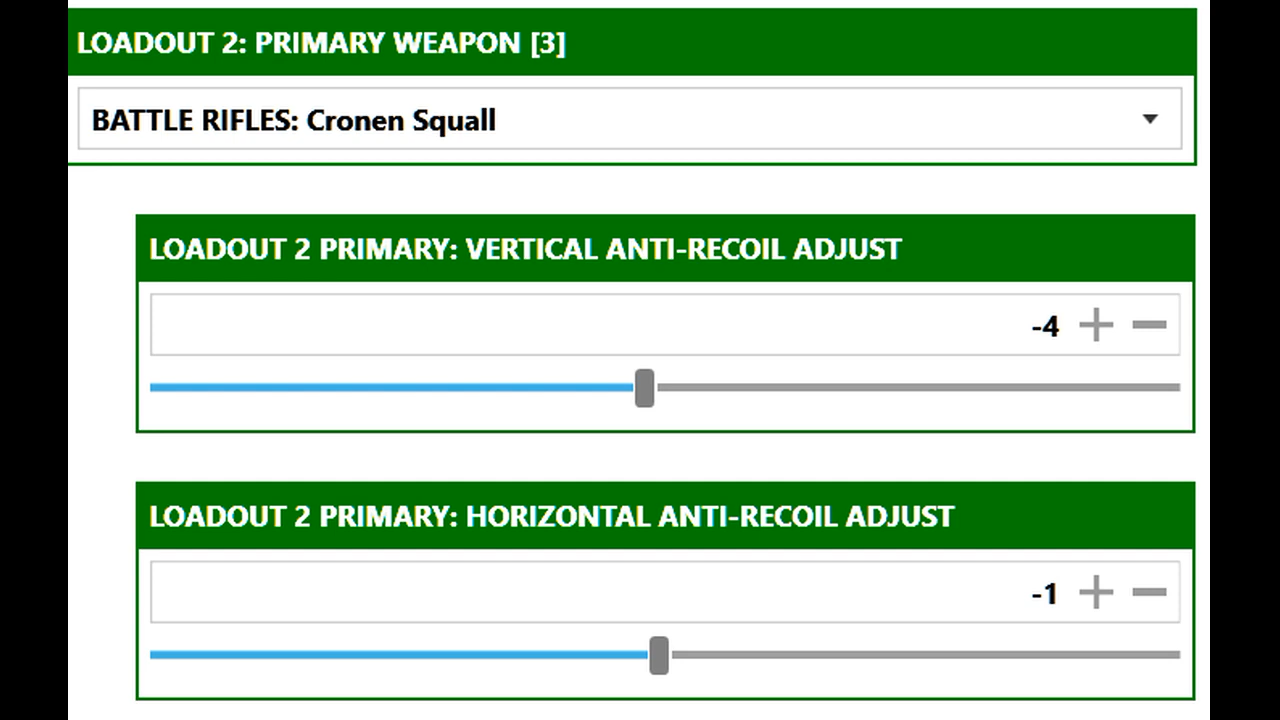 LOADOUT 2: PRIMARY WEAPON [3]
BATTLE RIFLES: Cronen Squall
LOADOUT 2 PRIMARY: VERTICAL ANTI-RECOIL ADJUST
-4
LOADOUT 2 PRIMARY: HORIZONTAL ANTI-RECOIL ADJUST
-1